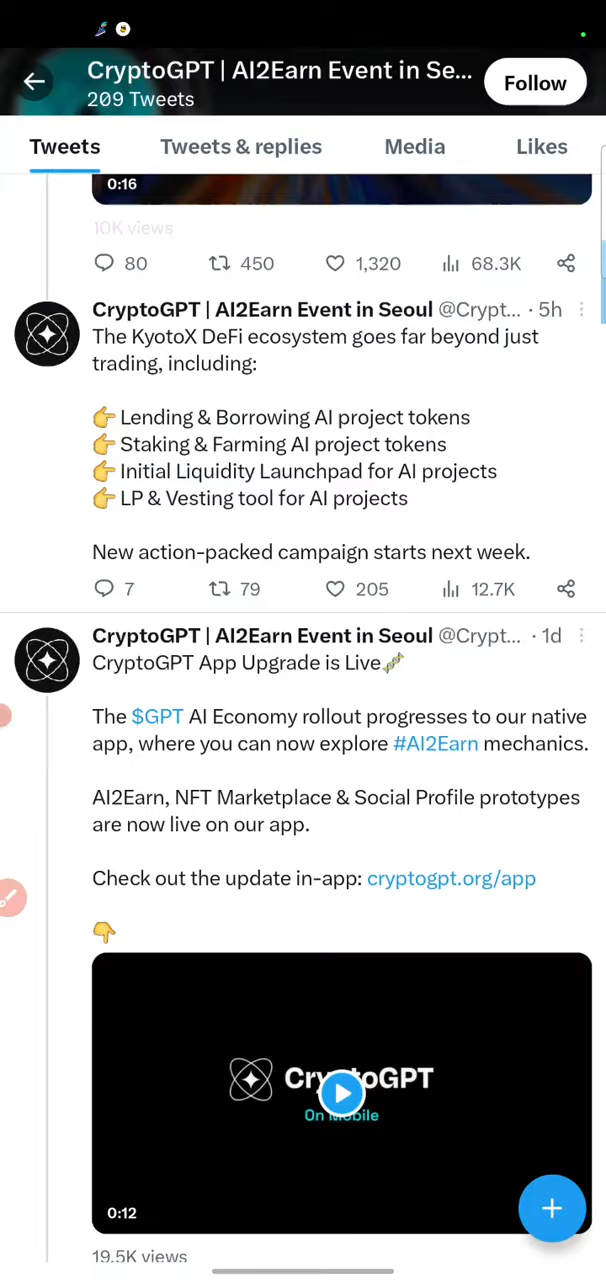 CryptoGPT | AI2Earn Event in Se...
209 Tweets
Follow
Tweets
Tweets & replies
Media
Likes
0:16
10K views
80
450
1,320
68.3K
CryptoGPT | AI2Earn Event in Seoul @Crypt... · 5h
The KyotoX DeFi ecosystem goes far beyond just
trading, including:
👉 Lending & Borrowing AI project tokens
👉 Staking & Farming AI project tokens
👉 Initial Liquidity Launchpad for AI projects
👉 LP & Vesting tool for AI projects
New action-packed campaign starts next week.
7
79
205
12.7K
CryptoGPT | AI2Earn Event in Seoul @Crypt... · 1d
CryptoGPT App Upgrade is Live🧬
The $GPT AI Economy rollout progresses to our native
app, where you can now explore #AI2Earn mechanics.
AI2Earn, NFT Marketplace & Social Profile prototypes
are now live on our app.
Check out the update in-app: cryptogpt.org/app
👇
CryptoGPT
On Mobile
0:12
19.5K views